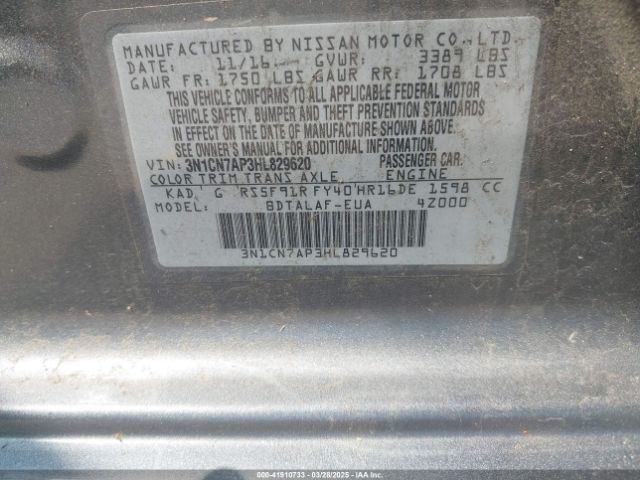 MANUFACTURED BY NISSAN MOTOR CO., LTD.
DATE: 11/16 GVWR: 3389 LBS
GAWR FR: 1750 LBS GAWR RR: 1708 LBS
THIS VEHICLE CONFORMS TO ALL APPLICABLE FEDERAL MOTOR
VEHICLE SAFETY, BUMPER AND THEFT PREVENTION STANDARDS
IN EFFECT ON THE DATE OF MANUFACTURE SHOWN ABOVE.
SEE OWNER'S MANUAL FOR ADDITIONAL INFORMATION.
VIN: 3N1CN7AP3HL829620 PASSENGER CAR
COLOR TRIM TRANS AXLE ENGINE
KAD G RS5F91R FY40 HR16DE 1598 CC
MODEL: BDTALAF-EUA 4Z000
3N1CN7AP3HL829620
000-41910733 - 03/28/2025 - COPYRIGHT IAA